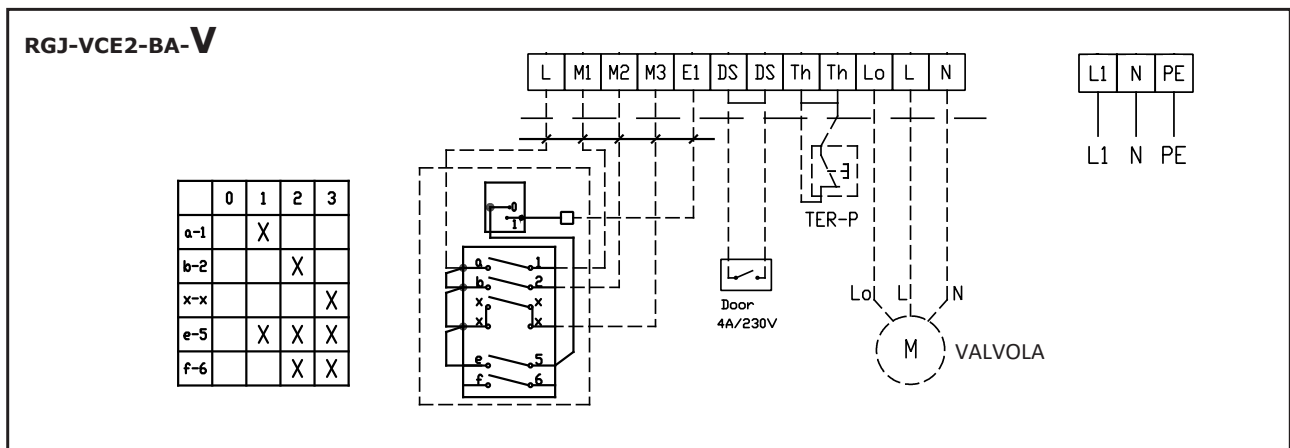 RGJ-VCE2-BA-V
L M1 M2 M3 E1 DS DS Th Th Lo L N
L1 N PE
L1 N PE
0 1 2 3
a-1 X
b-2 X
x-x X
e-5 X X X
f-6 X X
0
1
a 1
b 2
x x
x x
e 5
f 6
TER-P
Door
4A/230V
Lo L N
M VALVOLA